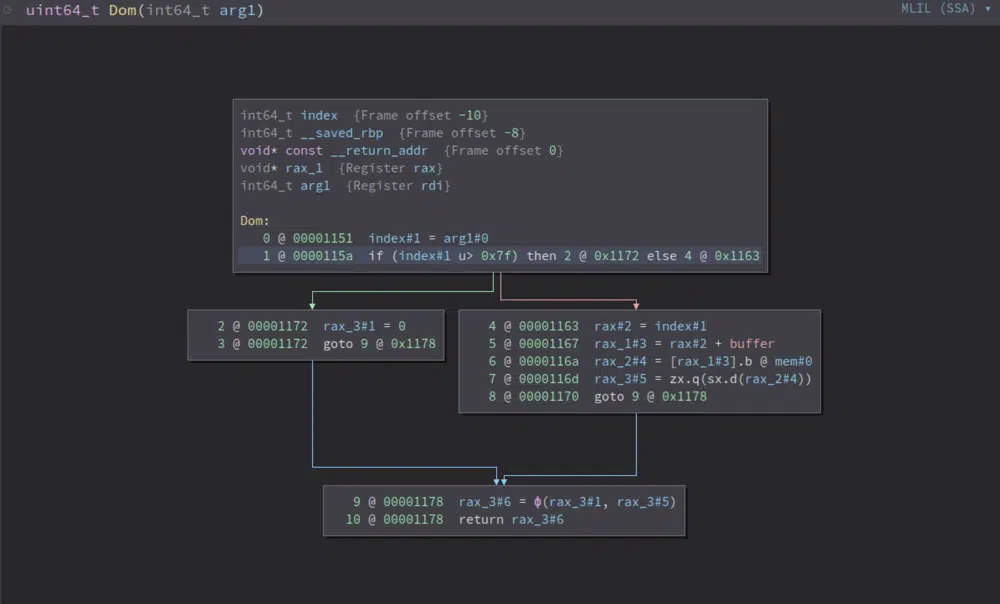 uint64_t Dom(int64_t arg1)
MLIL (SSA) ▾
int64_t index  {Frame offset -10}
int64_t __saved_rbp  {Frame offset -8}
void* const __return_addr  {Frame offset 0}
void* rax_1  {Register rax}
int64_t arg1  {Register rdi}
Dom:
0 @ 00001151  index#1 = arg1#0
1 @ 0000115a  if (index#1 u> 0x7f) then 2 @ 0x1172 else 4 @ 0x1163
2 @ 00001172  rax_3#1 = 0
3 @ 00001172  goto 9 @ 0x1178
4 @ 00001163  rax#2 = index#1
5 @ 00001167  rax_1#3 = rax#2 + buffer
6 @ 0000116a  rax_2#4 = [rax_1#3].b @ mem#0
7 @ 0000116d  rax_3#5 = zx.q(sx.d(rax_2#4))
8 @ 00001170  goto 9 @ 0x1178
9 @ 00001178  rax_3#6 = ϕ(rax_3#1, rax_3#5)
10 @ 00001178  return rax_3#6